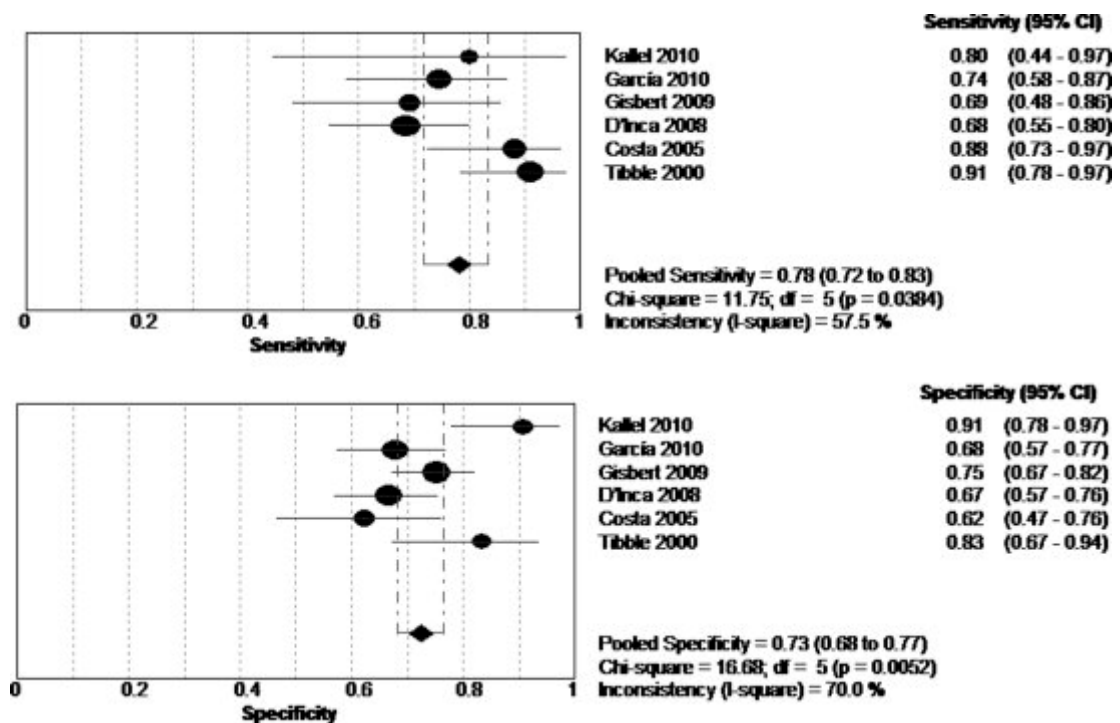 Sensitivity (95% CI)
Kallel 2010 0.80 (0.44 - 0.97)
García 2010 0.74 (0.58 - 0.87)
Gisbert 2009 0.69 (0.48 - 0.86)
D'Inca 2008 0.68 (0.55 - 0.80)
Costa 2005 0.88 (0.73 - 0.97)
Tibble 2000 0.91 (0.78 - 0.97)
Pooled Sensitivity = 0.78 (0.72 to 0.83)
Chi-square = 11.75; df = 5 (p = 0.0384)
Inconsistency (I-square) = 57.5 %
0 0.2 0.4 0.6 0.8 1
Sensitivity
Specificity (95% CI)
Kallel 2010 0.91 (0.78 - 0.97)
García 2010 0.68 (0.57 - 0.77)
Gisbert 2009 0.75 (0.67 - 0.82)
D'Inca 2008 0.67 (0.57 - 0.76)
Costa 2005 0.62 (0.47 - 0.76)
Tibble 2000 0.83 (0.67 - 0.94)
Pooled Specificity = 0.73 (0.68 to 0.77)
Chi-square = 16.68; df = 5 (p = 0.0052)
Inconsistency (I-square) = 70.0 %
0 0.2 0.4 0.6 0.8 1
Specificity